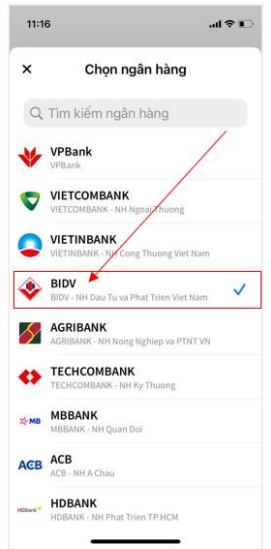 11:16
Chọn ngân hàng
Tìm kiếm ngân hàng
VPBank
VPBank
VIETCOMBANK
VIETCOMBANK - NH Ngoai Thuong
VIETINBANK
VIETINBANK - NH Cong Thuong Viet Nam
BIDV
BIDV - NH Dau Tu va Phat Trien Viet Nam
AGRIBANK
AGRIBANK - NH Nong Nghiep va PTNT VN
TECHCOMBANK
TECHCOMBANK - NH Ky Thuong
MB
MBBANK
MBBANK - NH Quan Doi
ACB
ACB
ACB - NH A Chau
HDBank
HDBANK
HDBANK - NH Phat Trien TP HCM